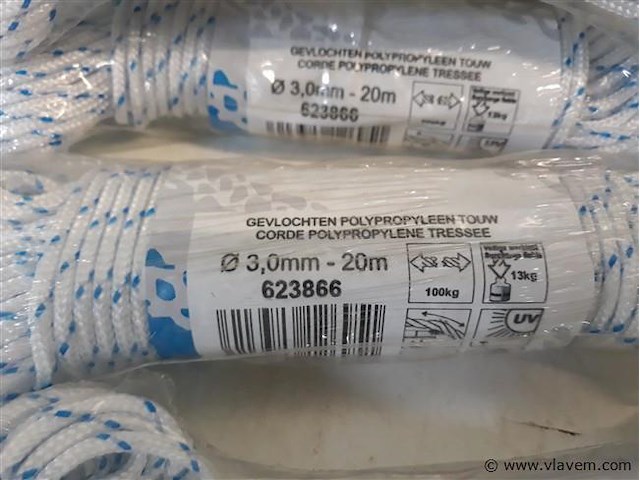 GEVLOCHTEN POLYPROPYLEEN TOUW
CORDE POLYPROPYLENE TRESSEE
Ø 3,0mm - 20m
623866
13kg
GEVLOCHTEN POLYPROPYLEEN TOUW
CORDE POLYPROPYLENE TRESSEE
Ø 3,0mm - 20m
623866
100kg
13kg
UV
© www.vlavem.com